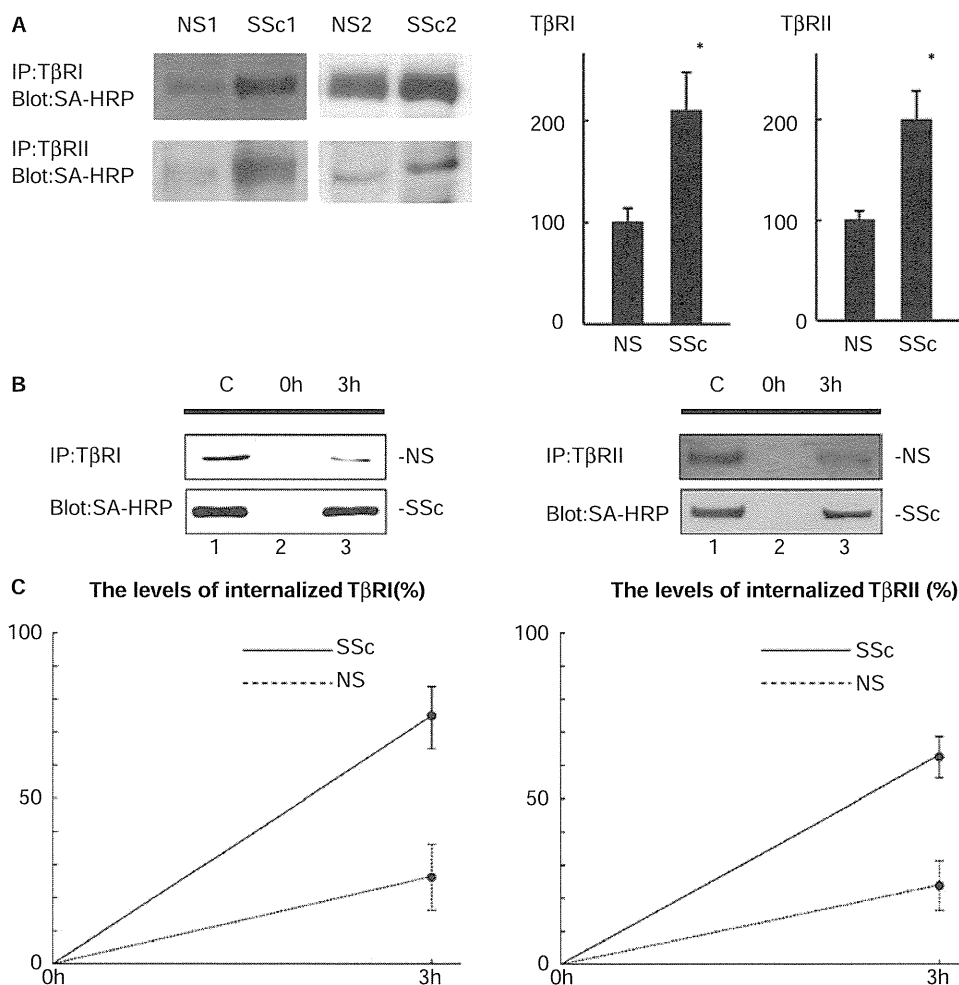 A
NS1 SSc1 NS2 SSc2
IP:TβRI
Blot:SA-HRP
IP:TβRII
Blot:SA-HRP
TβRI
*
200
100
0
NS SSc
TβRII
*
200
100
0
NS SSc
B
C 0h 3h
IP:TβRI
-NS
Blot:SA-HRP
-SSc
1 2 3
C 0h 3h
IP:TβRII
-NS
Blot:SA-HRP
-SSc
1 2 3
C
The levels of internalized TβRI(%)
100
50
0
SSc
NS
0h 3h
The levels of internalized TβRII (%)
100
50
0
SSc
NS
0h 3h